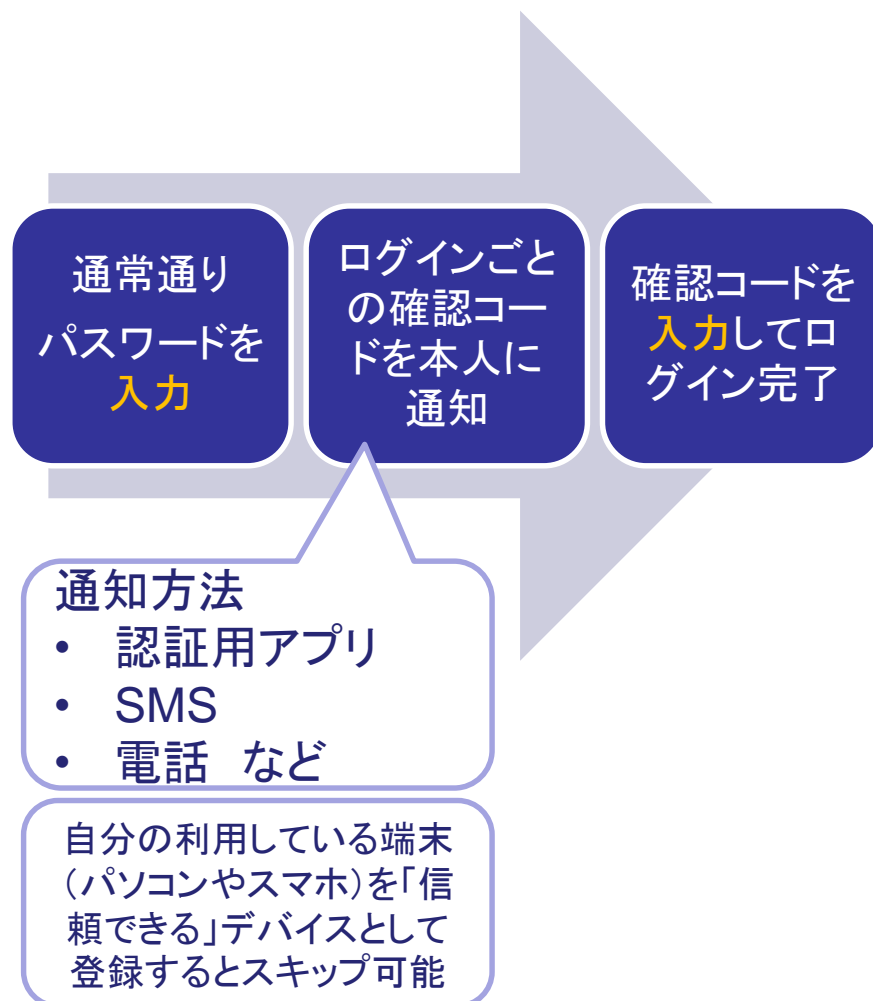 通常通り
パスワードを
入力
ログインごと
の確認コー
ドを本人に
通知
確認コードを
入力してロ
グイン完了
通知方法
• 認証用アプリ
• SMS
• 電話　など
自分の利用している端末
（パソコンやスマホ）を「信
頼できる」デバイスとして
登録するとスキップ可能